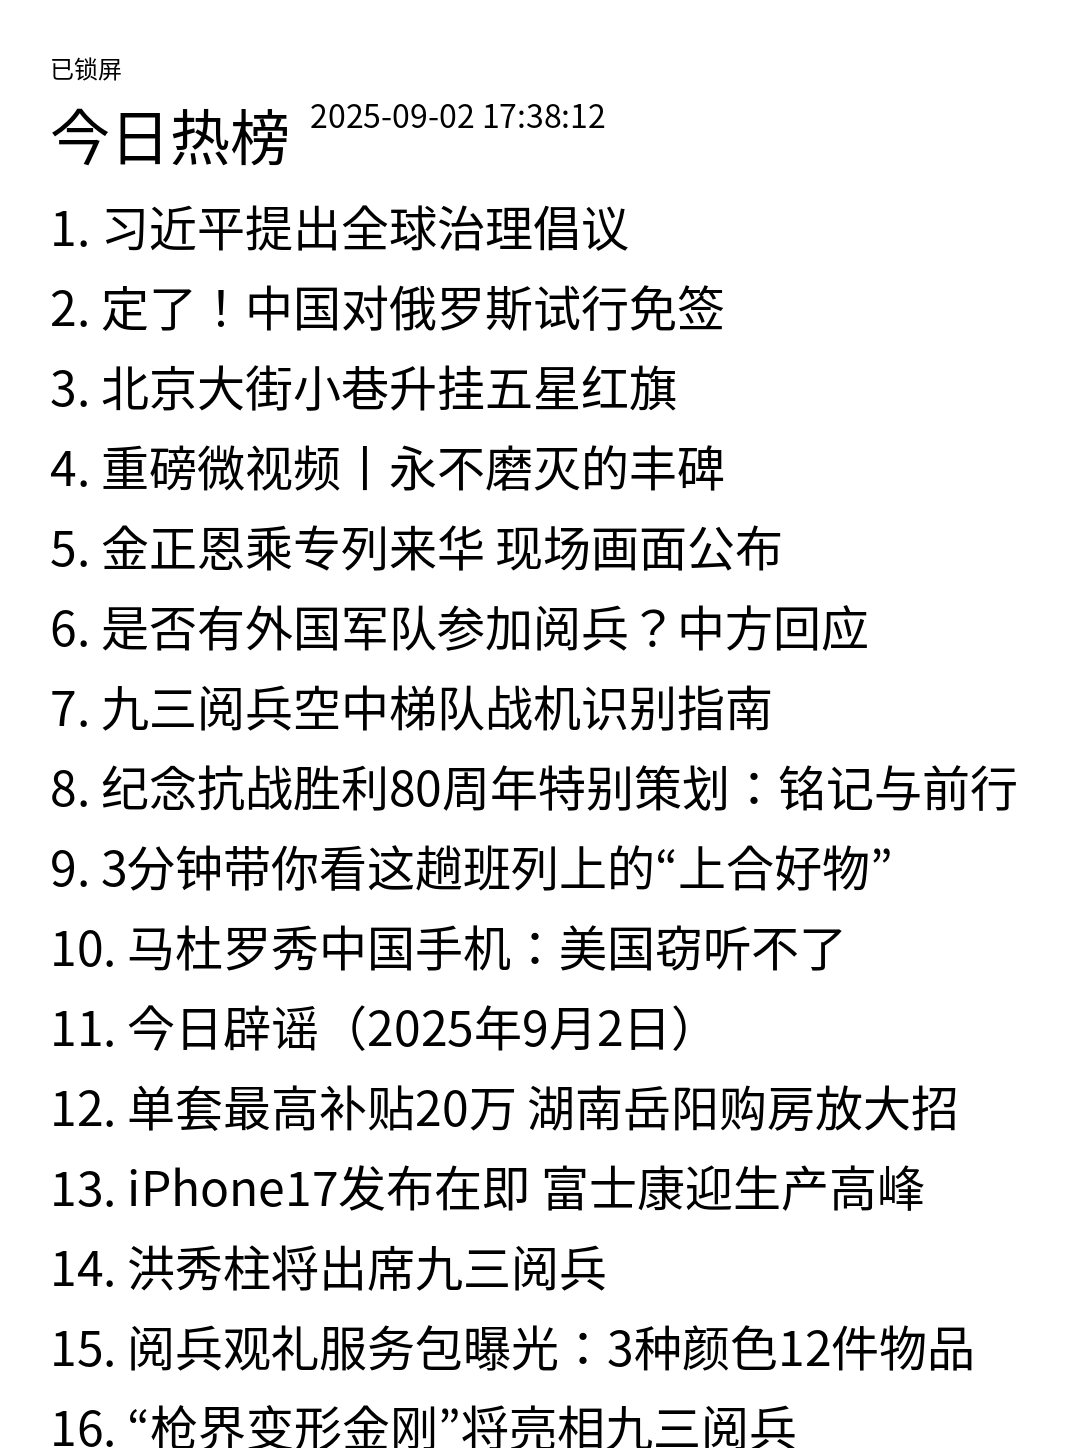 已锁屏
今日热榜 2025-09-02 17:38:12
1. 习近平提出全球治理倡议
2. 定了！中国对俄罗斯试行免签
3. 北京大街小巷升挂五星红旗
4. 重磅微视频丨永不磨灭的丰碑
5. 金正恩乘专列来华 现场画面公布
6. 是否有外国军队参加阅兵？中方回应
7. 九三阅兵空中梯队战机识别指南
8. 纪念抗战胜利80周年特别策划：铭记与前行
9. 3分钟带你看这趟班列上的“上合好物”
10. 马杜罗秀中国手机：美国窃听不了
11. 今日辟谣（2025年9月2日）
12. 单套最高补贴20万 湖南岳阳购房放大招
13. iPhone17发布在即 富士康迎生产高峰
14. 洪秀柱将出席九三阅兵
15. 阅兵观礼服务包曝光：3种颜色12件物品
16. “枪界变形金刚”将亮相九三阅兵